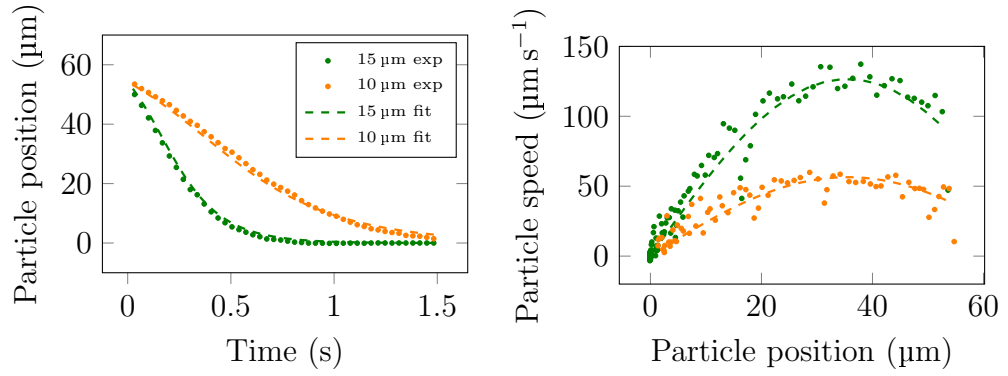 Particle position (µm)
60
40
20
0
0
0.5
1
1.5
Time (s)
15 µm exp
10 µm exp
15 µm fit
10 µm fit
Particle speed (µm s⁻¹)
150
100
50
0
0
20
40
60
Particle position (µm)